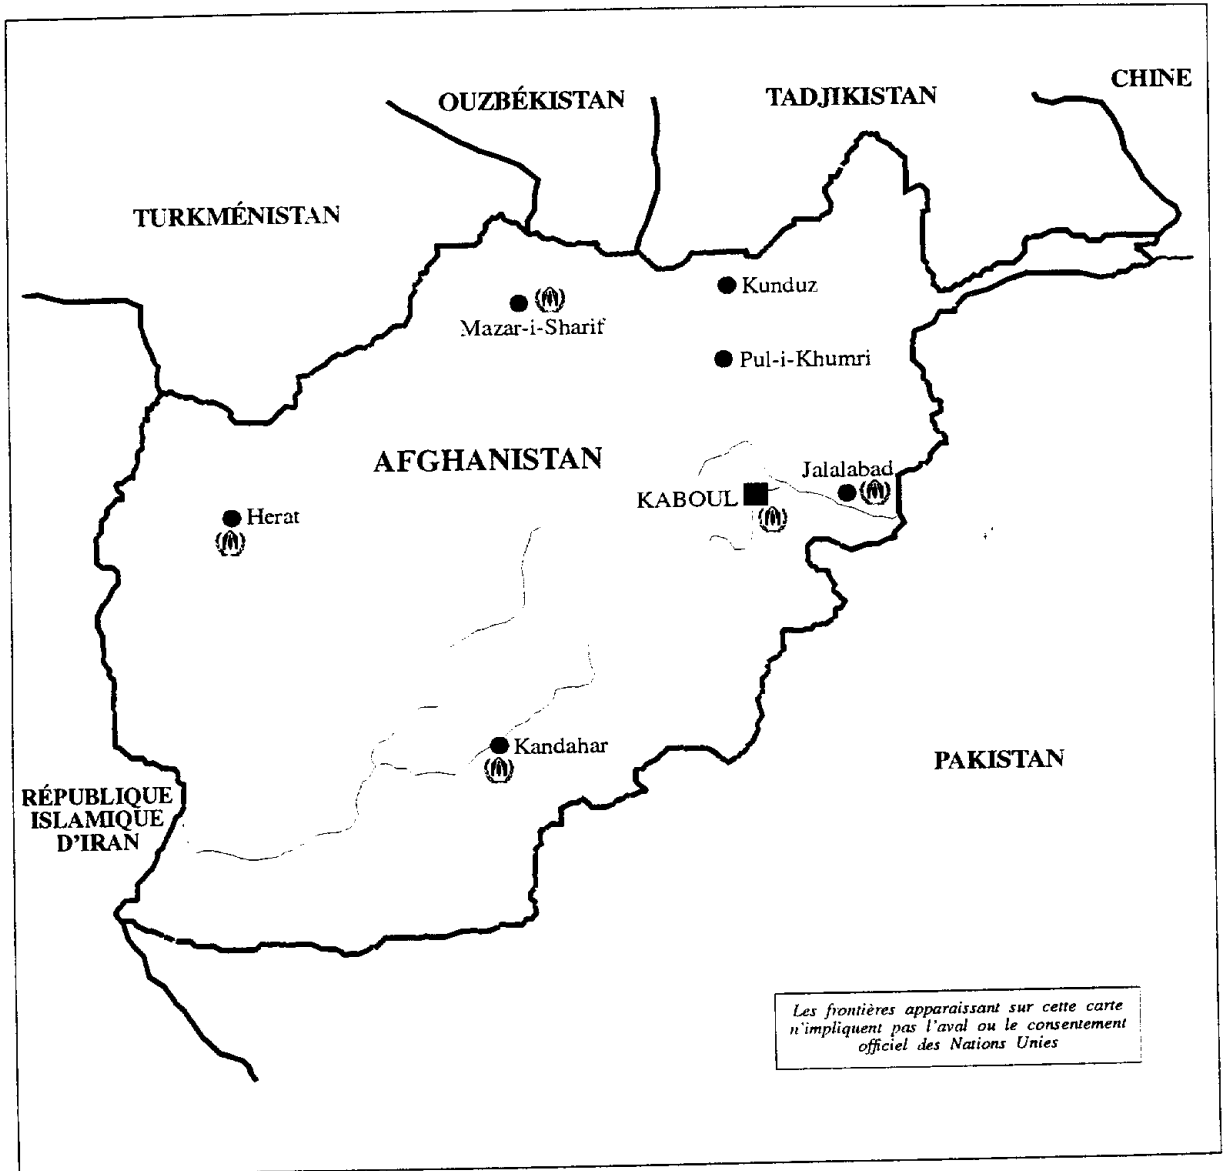 OUZBÉKISTAN
TADJIKISTAN
CHINE
TURKMÉNISTAN
Kunduz
Mazar-i-Sharif
Pul-i-Khumri
AFGHANISTAN
Jalalabad
KABOUL
Herat
Kandahar
PAKISTAN
RÉPUBLIQUE
ISLAMIQUE
D'IRAN
Les frontières apparaissant sur cette carte
n'impliquent pas l'aval ou le consentement
officiel des Nations Unies